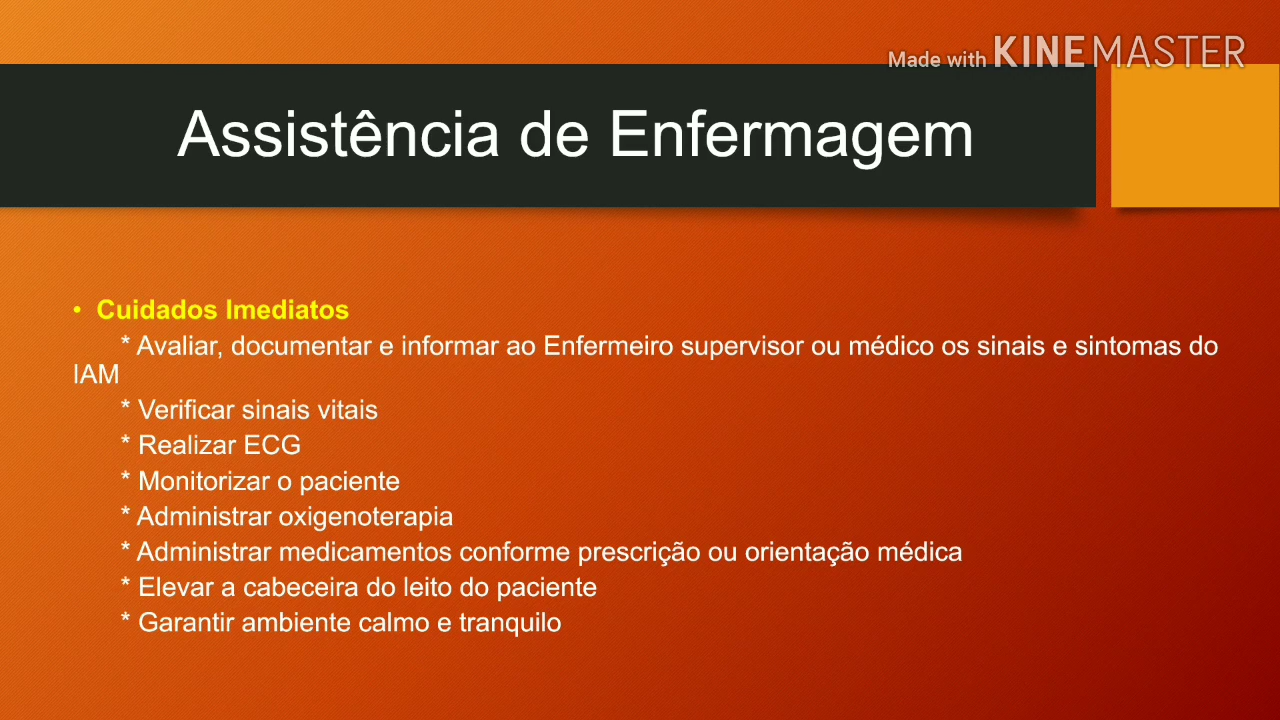 Made with KINEMASTER
Assistência de Enfermagem
• Cuidados Imediatos
* Avaliar, documentar e informar ao Enfermeiro supervisor ou médico os sinais e sintomas do
IAM
* Verificar sinais vitais
* Realizar ECG
* Monitorizar o paciente
* Administrar oxigenoterapia
* Administrar medicamentos conforme prescrição ou orientação médica
* Elevar a cabeceira do leito do paciente
* Garantir ambiente calmo e tranquilo